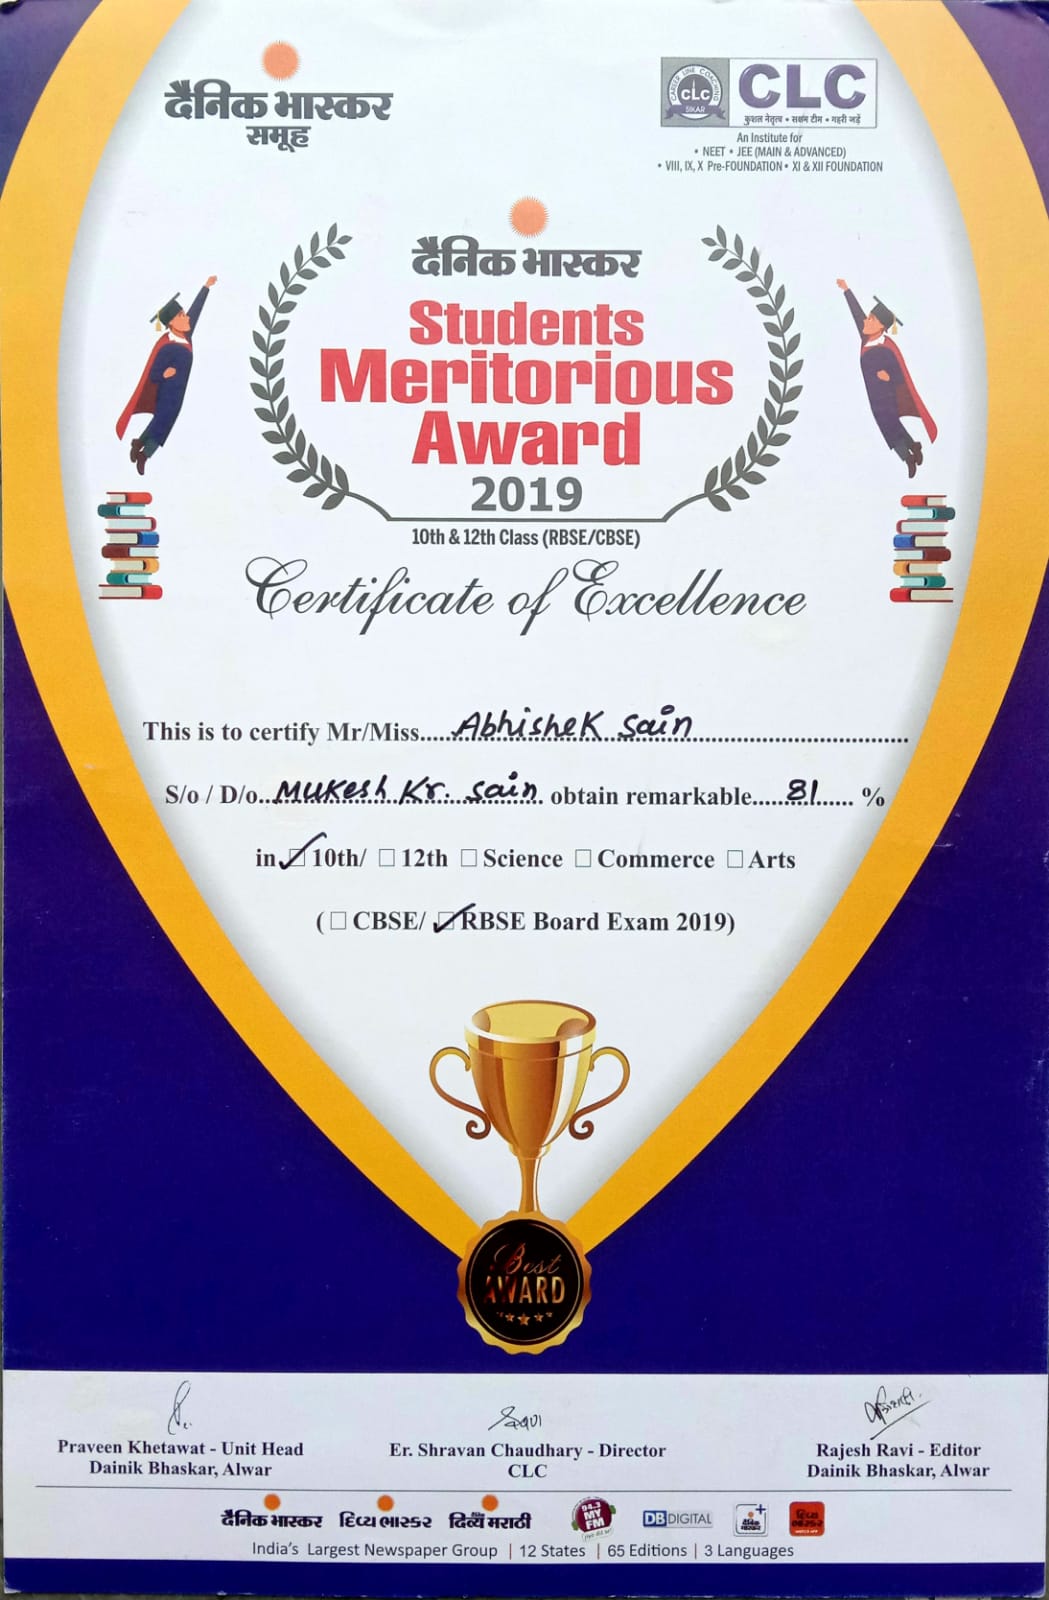 दैनिक भास्कर
समूह
CAREER LINE COACHING
CLC
SIKAR
CLC
कुशल नेतृत्व • सक्षम टीम • गहरी जड़ें
An Institute for
• NEET • JEE (MAIN & ADVANCED)
• VIII, IX, X Pre-FOUNDATION • XI & XII FOUNDATION
दैनिक भास्कर
Students
Meritorious
Award
2019
10th & 12th Class (RBSE/CBSE)
Certificate of Excellence
This is to certify Mr/Miss.....Abhishek Sain
S/o / D/o..Mukesh Kr. Sain. obtain remarkable.....81...... %
in ☑ 10th/ ☐ 12th ☐ Science ☐ Commerce ☐ Arts
( ☐ CBSE/ ☑ RBSE Board Exam 2019)
Best
AWARD
Praveen Khetawat - Unit Head
Dainik Bhaskar, Alwar
Er. Shravan Chaudhary - Director
CLC
Rajesh Ravi - Editor
Dainik Bhaskar, Alwar
दैनिक भास्कर દિવ્ય ભાસ્કર दिव्य मराठी 94.3 MY FM DB DIGITAL दैनिक भास्कर + દિવ્ય ભાસ્કર
India's Largest Newspaper Group | 12 States | 65 Editions | 3 Languages